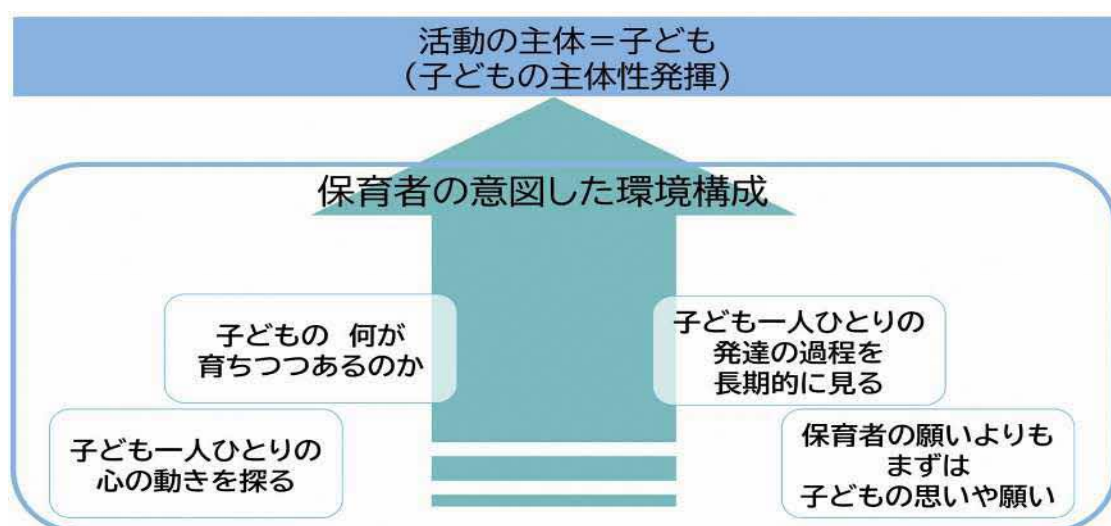 活動の主体＝子ども
（子どもの主体性発揮）
保育者の意図した環境構成
子どもの　何が
育ちつつあるのか
子ども一人ひとりの
発達の過程を
長期的に見る
子ども一人ひとりの
心の動きを探る
保育者の願いよりも
まずは
子どもの思いや願い